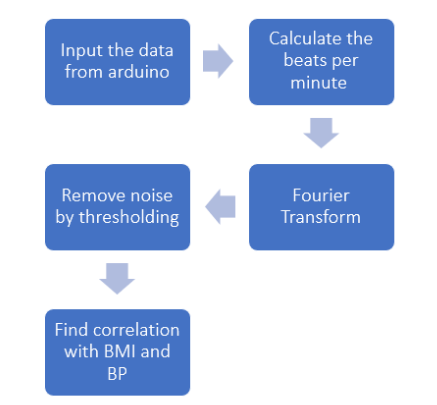 Input the data
from arduino
Calculate the
beats per
minute
Fourier
Transform
Remove noise
by thresholding
Find correlation
with BMI and
BP